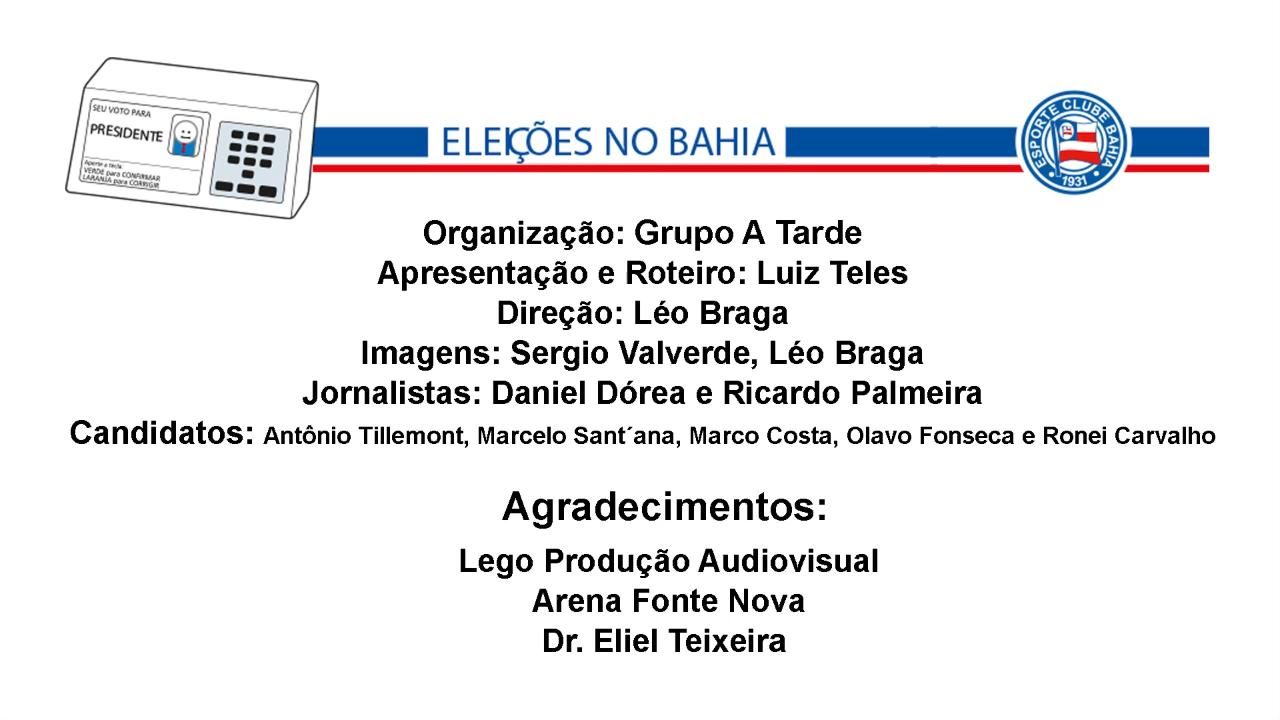 SEU VOTO PARA
PRESIDENTE
Aperte a tecla:
VERDE para CONFIRMAR
LARANJA para CORRIGIR
ELEIÇÕES NO BAHIA
ESPORTE CLUBE BAHIA
1931
Organização: Grupo A Tarde
Apresentação e Roteiro: Luiz Teles
Direção: Léo Braga
Imagens: Sergio Valverde, Léo Braga
Jornalistas: Daniel Dórea e Ricardo Palmeira
Candidatos: Antônio Tillemont, Marcelo Sant´ana, Marco Costa, Olavo Fonseca e Ronei Carvalho
Agradecimentos:
Lego Produção Audiovisual
Arena Fonte Nova
Dr. Eliel Teixeira